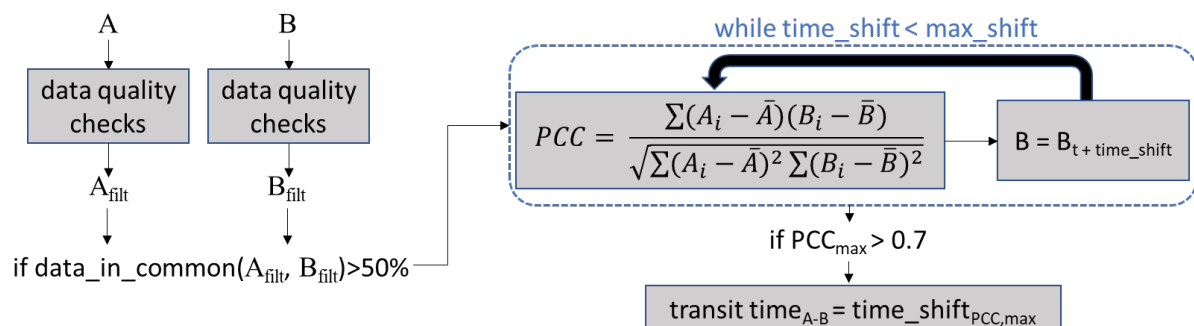 A
B
data quality
checks
data quality
checks
A_filt
B_filt
if data_in_common(A_filt, B_filt)>50%
while time_shift < max_shift
PCC = ∑(A_i − Ā)(B_i − B̄) / √∑(A_i − Ā)² ∑(B_i − B̄)²
B = B_t + time_shift
if PCC_max > 0.7
transit time_A-B = time_shift_PCC,max